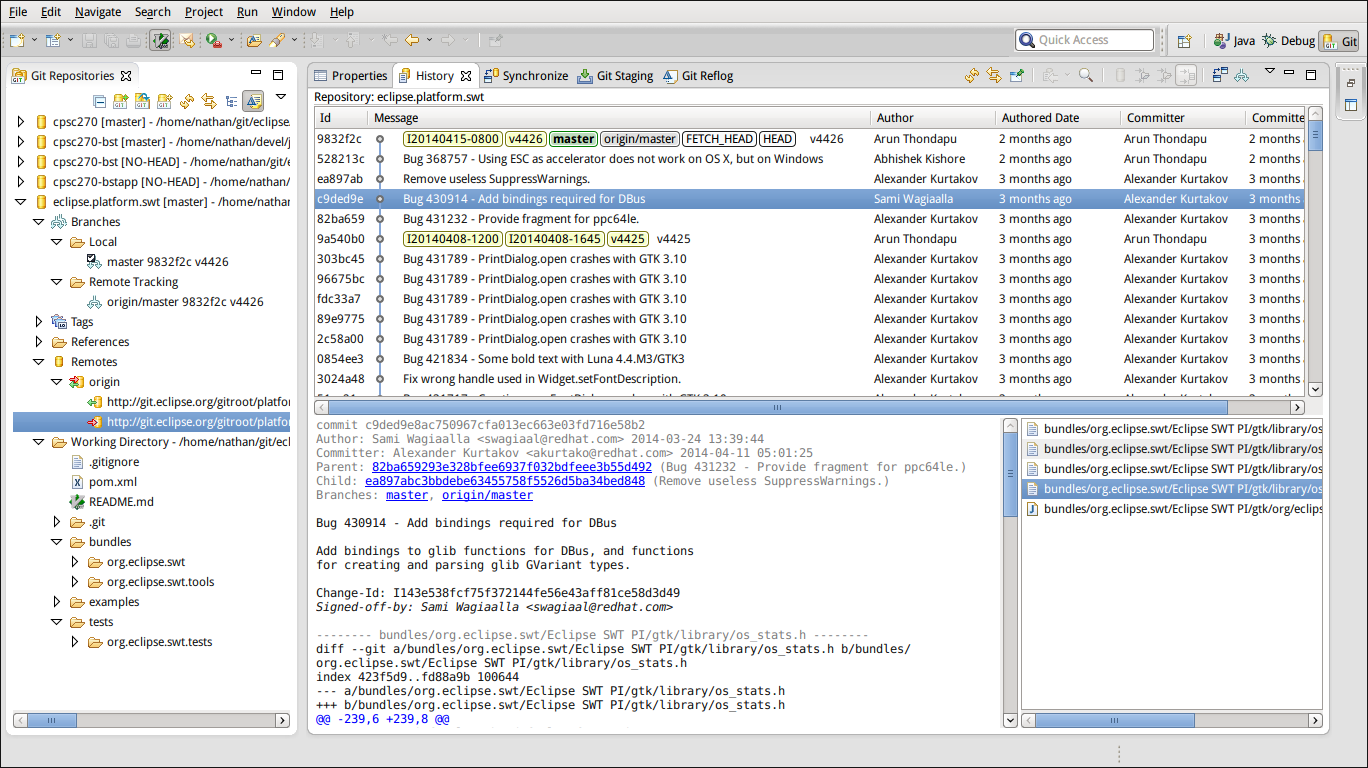 File Edit Navigate Search Project Run Window Help
Quick Access Java Debug Git
Git Repositories
cpsc270 [master] - /home/nathan/git/eclipse.
cpsc270-bst [master] - /home/nathan/devel/j
cpsc270-bst [NO-HEAD] - /home/nathan/git/e
cpsc270-bstapp [NO-HEAD] - /home/nathan/
eclipse.platform.swt [master] - /home/nathan
Branches
Local
master 9832f2c v4426
Remote Tracking
origin/master 9832f2c v4426
Tags
References
Remotes
origin
http://git.eclipse.org/gitroot/platfo
http://git.eclipse.org/gitroot/platfo
Working Directory - /home/nathan/git/ecl
.gitignore
pom.xml
README.md
.git
bundles
org.eclipse.swt
org.eclipse.swt.tools
examples
tests
org.eclipse.swt.tests
Properties History Synchronize Git Staging Git Reflog
Repository: eclipse.platform.swt
Id Message Author Authored Date Committer Committe
9832f2c I20140415-0800 v4426 master origin/master FETCH_HEAD HEAD v4426 Arun Thondapu 2 months ago Arun Thondapu 2 months
528213c Bug 368757 - Using ESC as accelerator does not work on OS X, but on Windows Abhishek Kishore 2 months ago Arun Thondapu 2 months
ea897ab Remove useless SuppressWarnings. Alexander Kurtakov 3 months ago Alexander Kurtakov 3 months
c9ded9e Bug 430914 - Add bindings required for DBus Sami Wagiaalla 3 months ago Alexander Kurtakov 3 months
82ba659 Bug 431232 - Provide fragment for ppc64le. Alexander Kurtakov 3 months ago Alexander Kurtakov 3 months
9a540b0 I20140408-1200 I20140408-1645 v4425 v4425 Arun Thondapu 3 months ago Arun Thondapu 3 months
303bc45 Bug 431789 - PrintDialog.open crashes with GTK 3.10 Alexander Kurtakov 3 months ago Alexander Kurtakov 3 months
96675bc Bug 431789 - PrintDialog.open crashes with GTK 3.10 Alexander Kurtakov 3 months ago Alexander Kurtakov 3 months
fdc33a7 Bug 431789 - PrintDialog.open crashes with GTK 3.10 Alexander Kurtakov 3 months ago Alexander Kurtakov 3 months
89e9775 Bug 431789 - PrintDialog.open crashes with GTK 3.10 Alexander Kurtakov 3 months ago Alexander Kurtakov 3 months
2c58a00 Bug 431789 - PrintDialog.open crashes with GTK 3.10 Alexander Kurtakov 3 months ago Alexander Kurtakov 3 months
0854ee3 Bug 421834 - Some bold text with Luna 4.4.M3/GTK3 Alexander Kurtakov 3 months ago Alexander Kurtakov 3 months
3024a48 Fix wrong handle used in Widget.setFontDescription. Alexander Kurtakov 3 months ago Alexander Kurtakov 3 months
commit c9ded9e8ac750967cfa013ec663e03fd716e58b2
Author: Sami Wagiaalla <swagiaal@redhat.com> 2014-03-24 13:39:44
Committer: Alexander Kurtakov <akurtako@redhat.com> 2014-04-11 05:01:25
Parent: 82ba659293e328bfee6937f032bdfeee3b55d492 (Bug 431232 - Provide fragment for ppc64le.)
Child: ea897abc3bbdebe63455758f5526d5ba34bed848 (Remove useless SuppressWarnings.)
Branches: master, origin/master
Bug 430914 - Add bindings required for DBus
Add bindings to glib functions for DBus, and functions
for creating and parsing glib GVariant types.
Change-Id: I143e538fcf75f372144fe56e43aff81ce58d3d49
Signed-off-by: Sami Wagiaalla <swagiaal@redhat.com>
-------- bundles/org.eclipse.swt/Eclipse SWT PI/gtk/library/os_stats.h --------
diff --git a/bundles/org.eclipse.swt/Eclipse SWT PI/gtk/library/os_stats.h b/bundles/
org.eclipse.swt/Eclipse SWT PI/gtk/library/os_stats.h
index 423f5d9..fd88a9b 100644
--- a/bundles/org.eclipse.swt/Eclipse SWT PI/gtk/library/os_stats.h
+++ b/bundles/org.eclipse.swt/Eclipse SWT PI/gtk/library/os_stats.h
@@ -239,6 +239,8 @@
bundles/org.eclipse.swt/Eclipse SWT PI/gtk/library/os
bundles/org.eclipse.swt/Eclipse SWT PI/gtk/library/os
bundles/org.eclipse.swt/Eclipse SWT PI/gtk/library/os
bundles/org.eclipse.swt/Eclipse SWT PI/gtk/library/os
bundles/org.eclipse.swt/Eclipse SWT PI/gtk/org/eclips